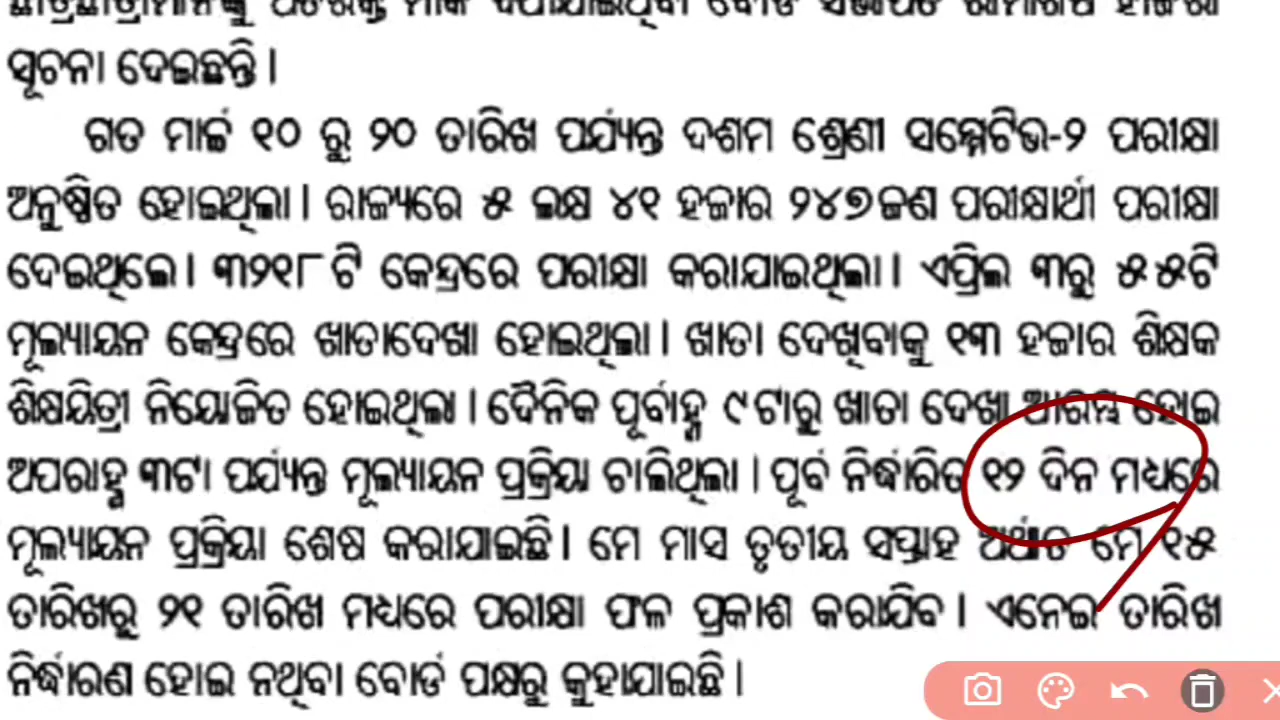 ସୂଚନା ଦେଇଛନ୍ତି ।
ଗତ ମାର୍ଚ୍ଚ ୧୦ ରୁ ୨୦ ତାରିଖ ପର୍ଯ୍ୟନ୍ତ ଦଶମ ଶ୍ରେଣୀ ସମ୍ମେଟିଭ-୨ ପରୀକ୍ଷା
ଅନୁଷ୍ଠିତ ହୋଇଥିଲା । ରାଜ୍ୟରେ ୫ ଲକ୍ଷ ୪୧ ହଜାର ୨୪୭ଜଣ ପରୀକ୍ଷାର୍ଥୀ ପରୀକ୍ଷା
ଦେଇଥିଲେ । ୩୨୧୮ଟି କେନ୍ଦ୍ରରେ ପରୀକ୍ଷା କରାଯାଇଥିଲା । ଏପ୍ରିଲ ୩ରୁ ୫୫ଟି
ମୂଲ୍ୟାୟନ କେନ୍ଦ୍ରରେ ଖାତାଦେଖା ହୋଇଥିଲା । ଖାତା ଦେଖିବାକୁ ୧୩ ହଜାର ଶିକ୍ଷକ
ଶିକ୍ଷୟିତ୍ରୀ ନିୟୋଜିତ ହୋଇଥିଲା । ଦୈନିକ ପୂର୍ବାହ୍ନ ୯ଟାରୁ ଖାତା ଦେଖା ଆରମ୍ଭ ହୋଇ
ଅପରାହ୍ନ ୩ଟା ପର୍ଯ୍ୟନ୍ତ ମୂଲ୍ୟାୟନ ପ୍ରକ୍ରିୟା ଚାଲିଥିଲା । ପୂର୍ବ ନିର୍ଦ୍ଧାରିତ ୧୨ ଦିନ ମଧ୍ୟରେ
ମୂଲ୍ୟାୟନ ପ୍ରକ୍ରିୟା ଶେଷ କରାଯାଇଛି । ମେ ମାସ ତୃତୀୟ ସପ୍ତାହ ଅର୍ଥାତ ମେ ୧୫
ତାରିଖରୁ ୨୧ ତାରିଖ ମଧ୍ୟରେ ପରୀକ୍ଷା ଫଳ ପ୍ରକାଶ କରାଯିବ । ଏନେଇ ତାରିଖ
ନିର୍ଦ୍ଧାରଣ ହୋଇ ନଥିବା ବୋର୍ଡ ପକ୍ଷରୁ କୁହାଯାଇଛି ।